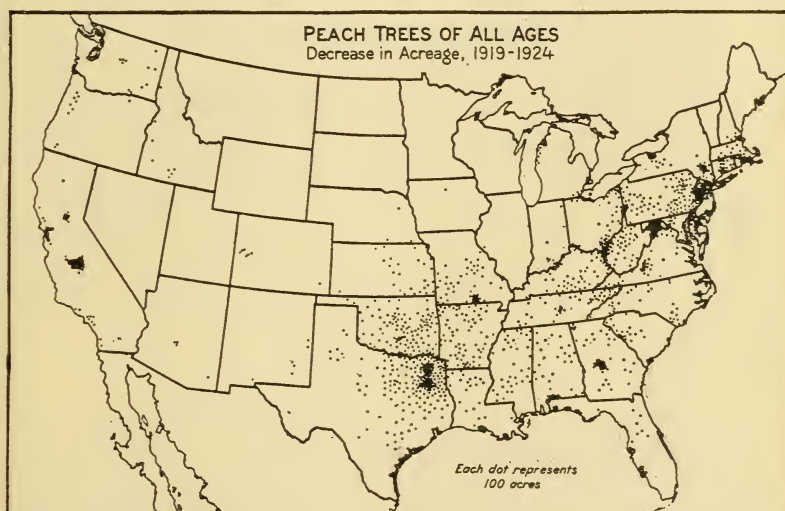 PEACH TREES OF ALL AGES
Decrease in Acreage, 1919-1924
Each dot represents
100 acres